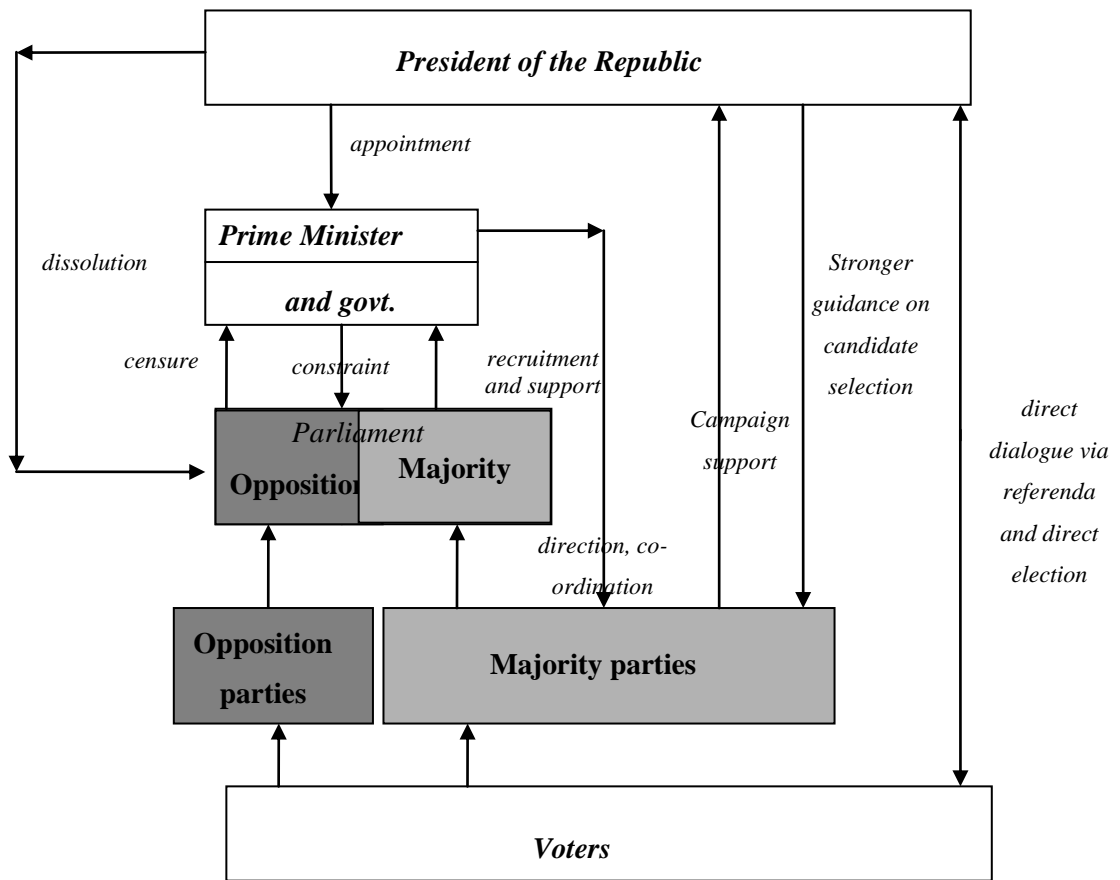 President of the Republic
appointment
Prime Minister
and govt.
dissolution
Stronger
guidance on
candidate
selection
censure
constraint
recruitment
and support
Parliament
Opposition
Majority
Campaign
support
direct
dialogue via
referenda
and direct
election
direction, co-
ordination
Opposition
parties
Majority parties
Voters